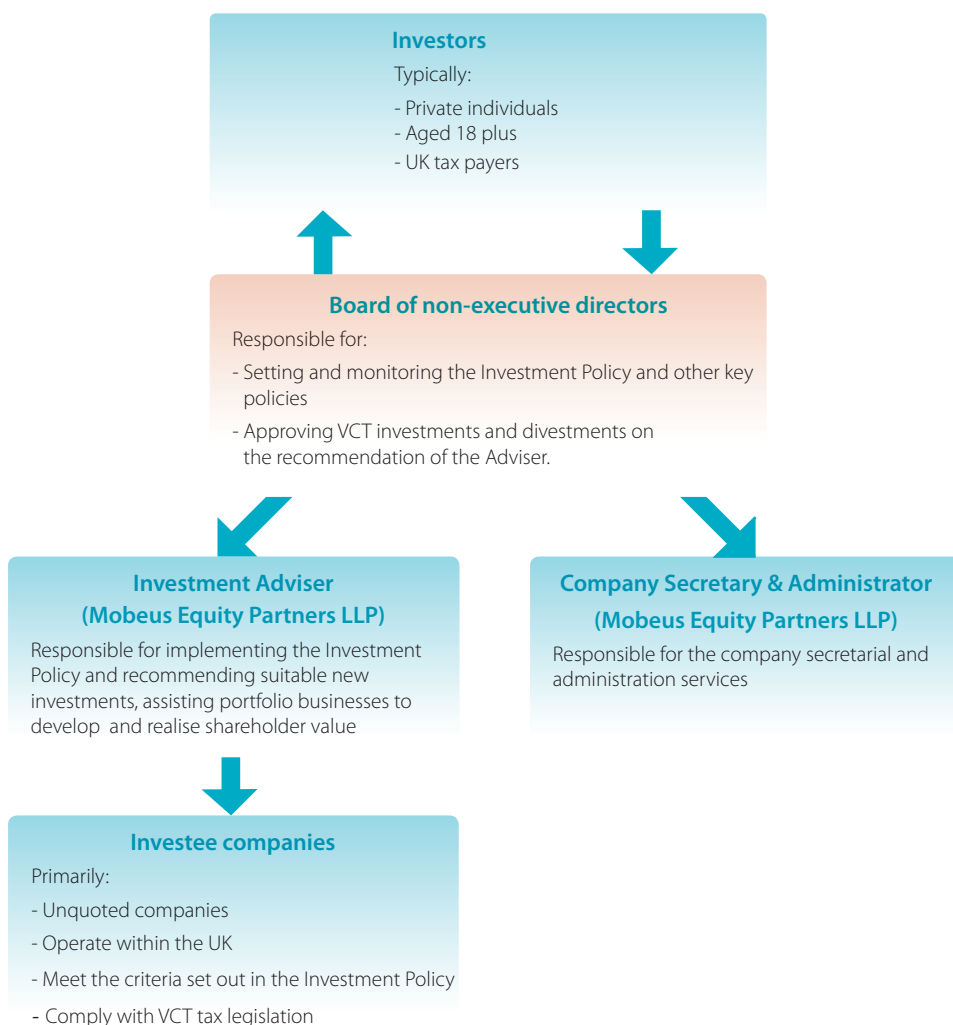 Investors
Typically:
- Private individuals
- Aged 18 plus
- UK tax payers
Board of non-executive directors
Responsible for:
- Setting and monitoring the Investment Policy and other key
policies
- Approving VCT investments and divestments on
the recommendation of the Adviser.
Investment Adviser
(Mobeus Equity Partners LLP)
Responsible for implementing the Investment
Policy and recommending suitable new
investments, assisting portfolio businesses to
develop and realise shareholder value
Company Secretary & Administrator
(Mobeus Equity Partners LLP)
Responsible for the company secretarial and
administration services
Investee companies
Primarily:
- Unquoted companies
- Operate within the UK
- Meet the criteria set out in the Investment Policy
- Comply with VCT tax legislation